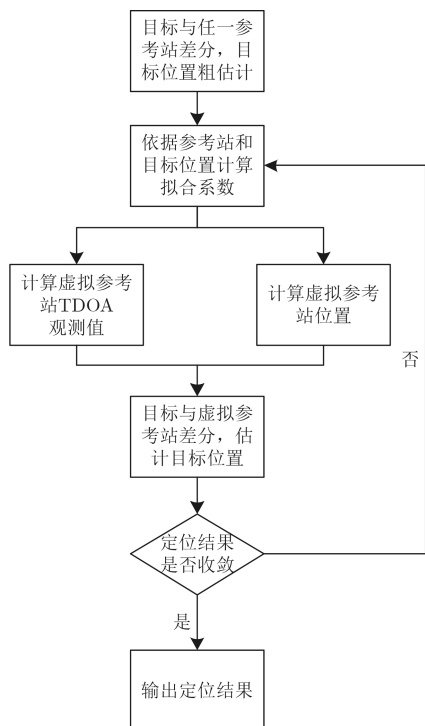 目标与任一参
考站差分，目
标位置粗估计
依据参考站和
目标位置计算
拟合系数
计算虚拟参考
站TDOA
观测值
计算虚拟参考
站位置
否
目标与虚拟参
考站差分，估
计目标位置
定位结果
是否收敛
是
输出定位结果